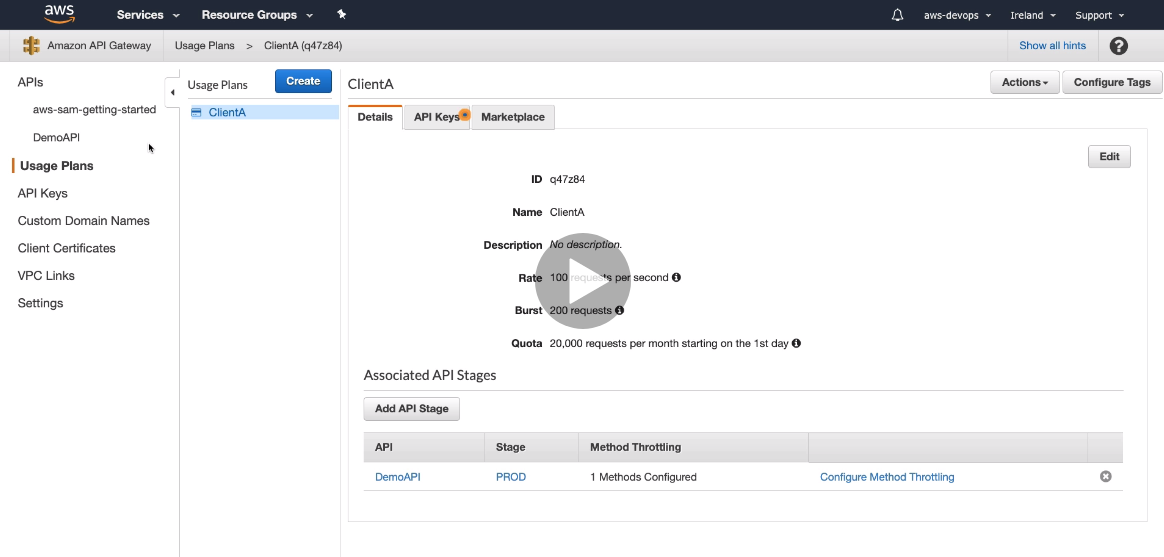 aws Services Resource Groups aws-devops Ireland Support
Amazon API Gateway Usage Plans > ClientA (q47z84) Show all hints ?
APIs
aws-sam-getting-started
DemoAPI
Usage Plans
API Keys
Custom Domain Names
Client Certificates
VPC Links
Settings
Usage Plans Create
ClientA
ClientA Actions Configure Tags
Details API Keys Marketplace
Edit
ID q47z84
Name ClientA
Description No description.
Rate 100 requests per second
Burst 200 requests
Quota 20,000 requests per month starting on the 1st day
Associated API Stages
Add API Stage
API Stage Method Throttling
DemoAPI PROD 1 Methods Configured Configure Method Throttling